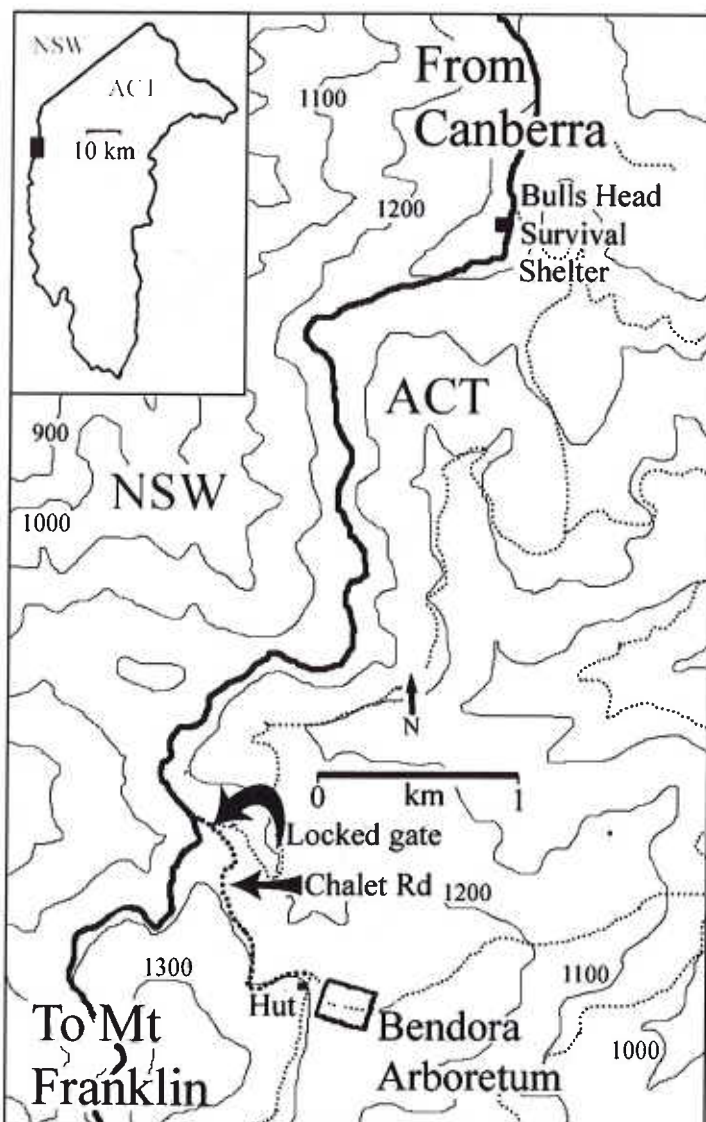 NSW
ACT
10 km
From
Canberra
1100
1200
Bulls Head
Survival
Shelter
ACT
900
NSW
1000
N
0 km 1
Locked gate
Chalet Rd
1200
1300
1100
Hut
To Mt
Franklin
Bendora
Arboretum
1000